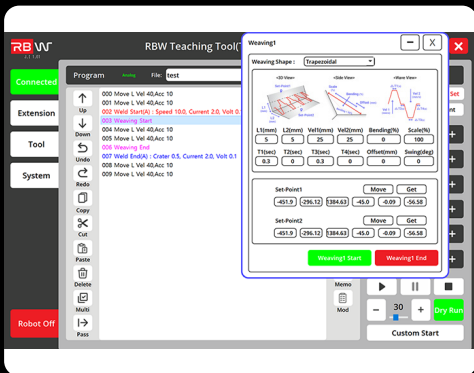 RBW
RBW Teaching Tool(
X
Connected
Extension
Tool
System
Robot Off
Program
Analog
File: test
Up
Down
Undo
Redo
Copy
Cut
Paste
Delete
Multi
Pass
000 Move L Vel 40,Acc 10
001 Move L Vel 40,Acc 10
002 Weld Start(A) : Speed 10.0, Current 2.0, Volt 0.
003 Weaving Start
004 Move L Vel 40,Acc 10
005 Move L Vel 40,Acc 10
006 Weaving End
007 Weld End(A) : Crater 0.5, Current 2.0, Volt 0.1
008 Move L Vel 40,Acc 10
009 Move L Vel 40,Acc 10
Weaving1
X
Weaving Shape : Trapezoidal
<3D View> <Side View> <Wave View>
L1(mm) L2(mm) Vel1(mm) Vel2(mm) Bending(%) Scale(%)
5 5 25 25 0 100
T1(sec) T2(sec) T3(sec) T4(sec) Offset(mm) Swing(deg)
0.3 0 0.3 0 0 0
Set-Point1 Move Get
-451.9 -296.12 1384.63 -45.0 -0.09 -56.58
Set-Point2 Move Get
-451.9 -296.12 1384.63 -45.0 -0.09 -56.58
Weaving1 Start Weaving1 End
Set
nt
+
+
+
+
+
Memo
Mod
− 30 + Dry Run
Custom Start